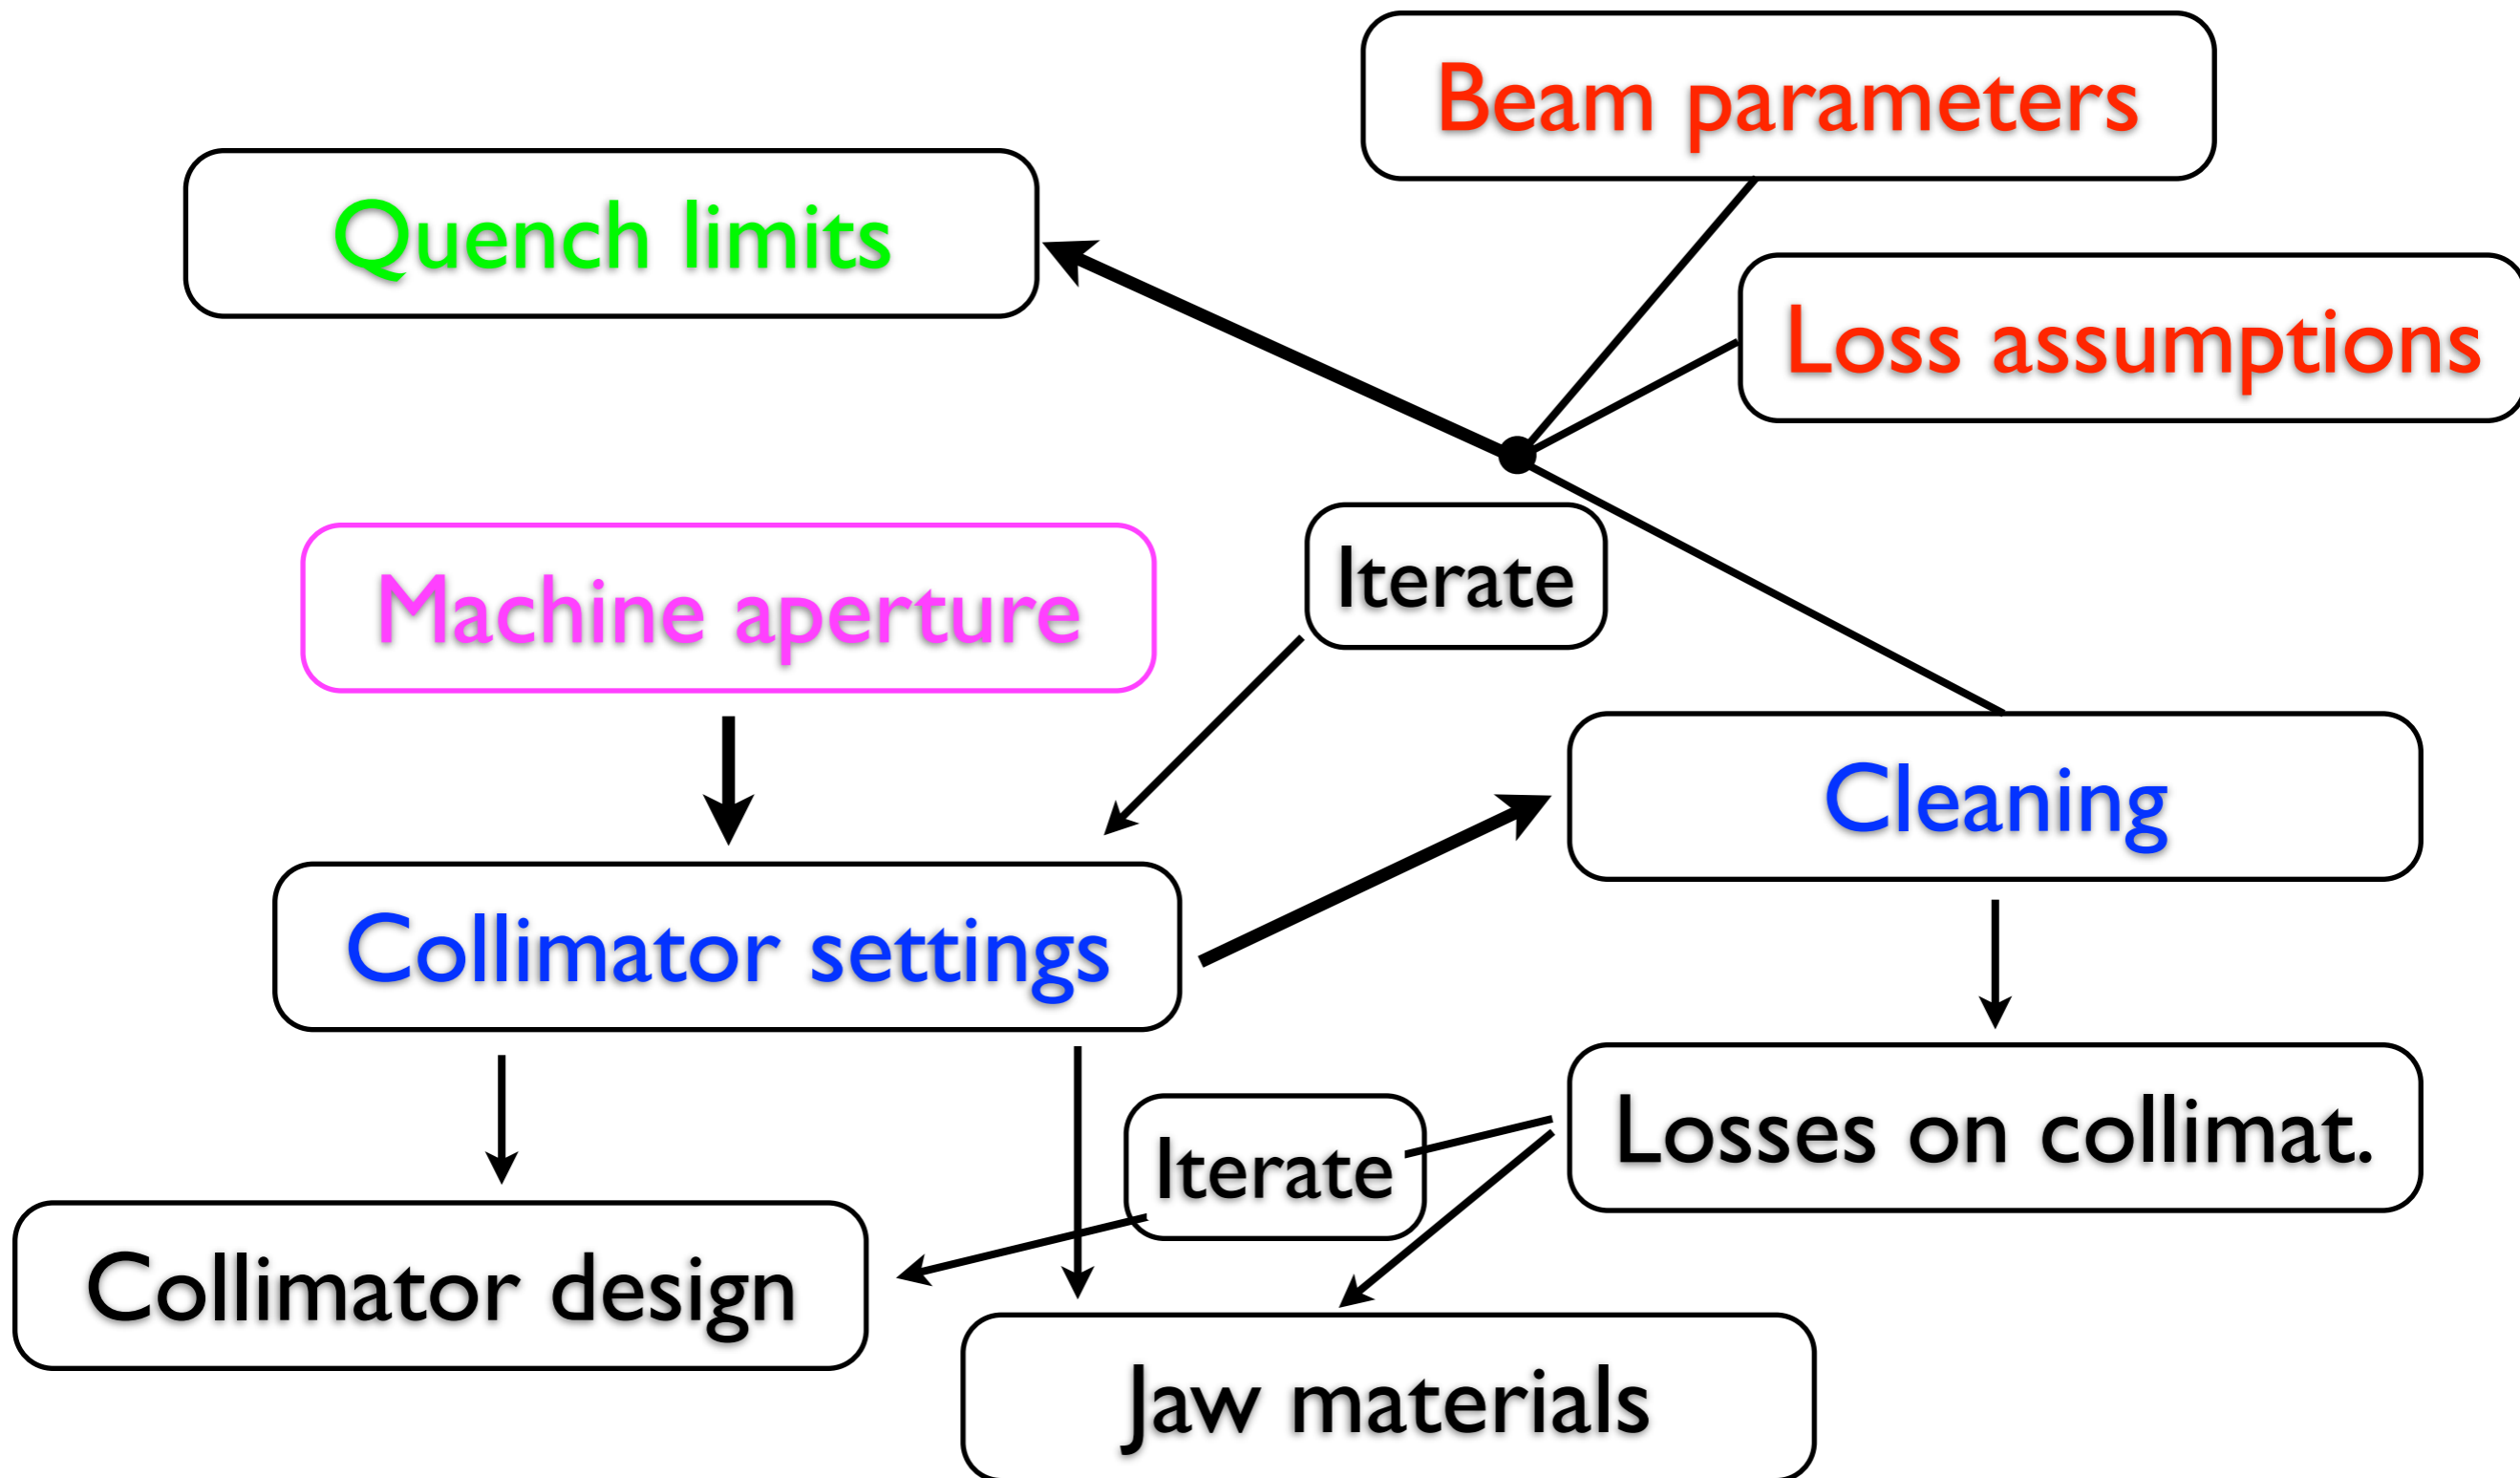 Beam parameters
Quench limits
Loss assumptions
Iterate
Machine aperture
Cleaning
Collimator settings
Losses on collimat.
Iterate
Collimator design
Jaw materials